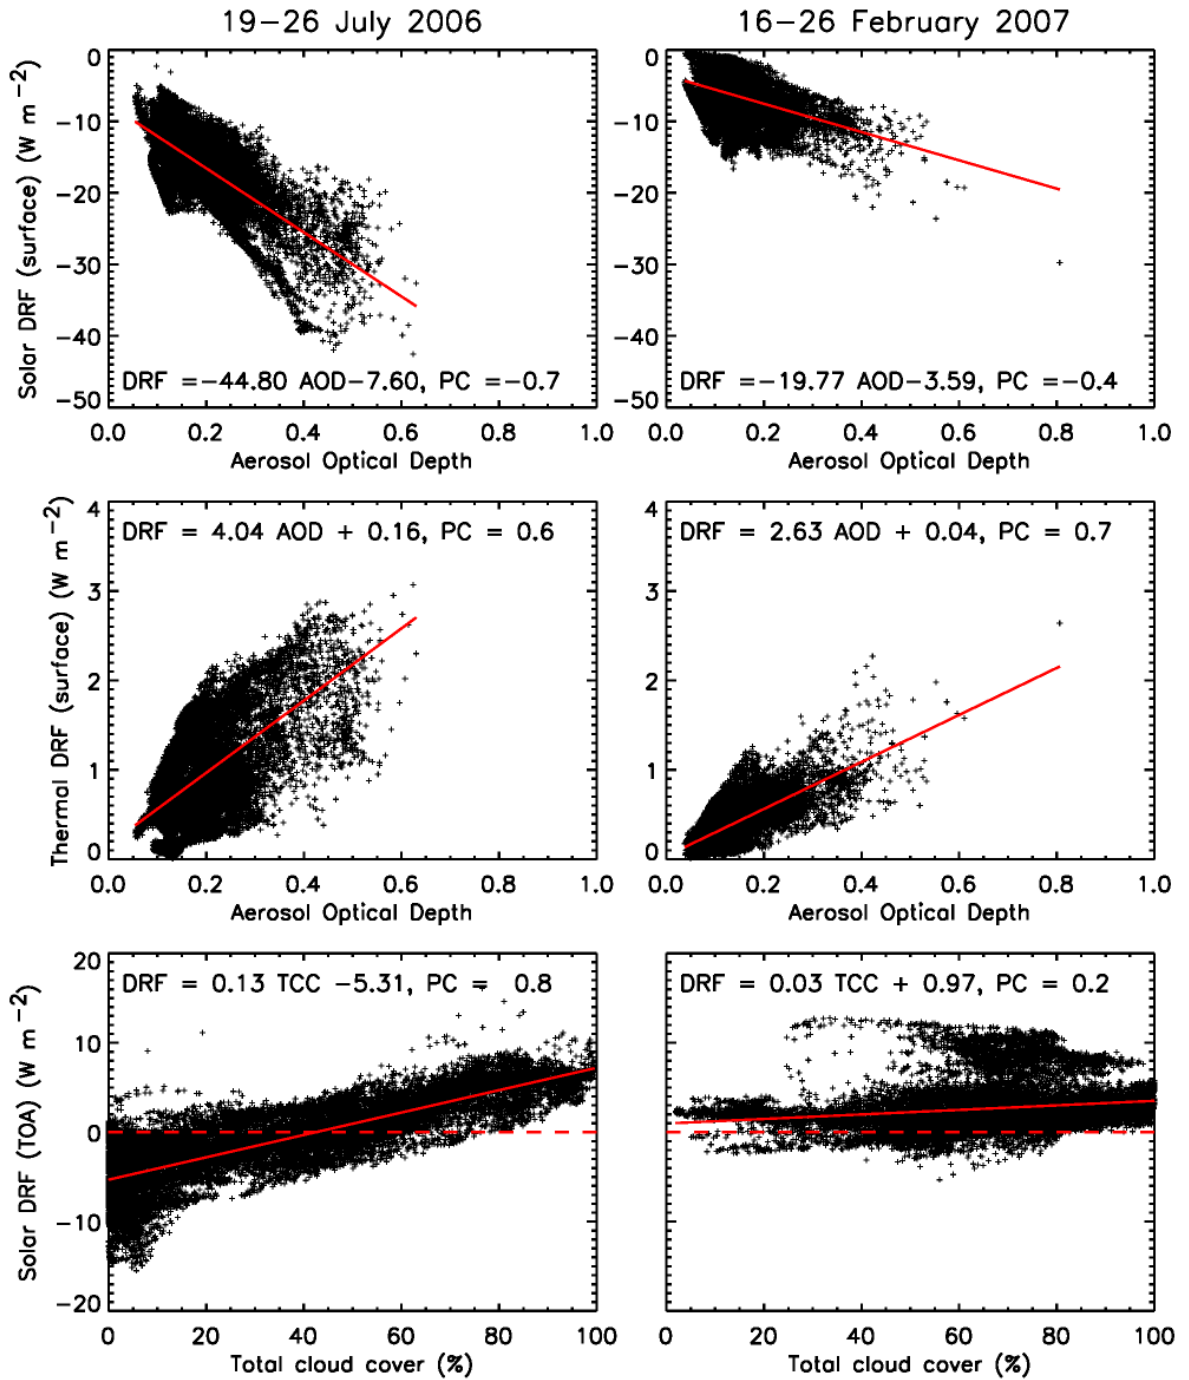 19-26 July 2006
16-26 February 2007
0
-10
-20
-30
-40
-50
Solar DRF (surface) (W m-2)
DRF =-44.80 AOD-7.60, PC =-0.7
0.0 0.2 0.4 0.6 0.8 1.0
Aerosol Optical Depth
0
-10
-20
-30
-40
-50
DRF =-19.77 AOD-3.59, PC =-0.4
0.0 0.2 0.4 0.6 0.8 1.0
Aerosol Optical Depth
4
3
2
1
0
Thermal DRF (surface) (W m-2)
DRF = 4.04 AOD + 0.16, PC = 0.6
0.0 0.2 0.4 0.6 0.8 1.0
Aerosol Optical Depth
4
3
2
1
0
DRF = 2.63 AOD + 0.04, PC = 0.7
0.0 0.2 0.4 0.6 0.8 1.0
Aerosol Optical Depth
20
10
0
-10
-20
Solar DRF (TOA) (W m-2)
DRF = 0.13 TCC -5.31, PC = 0.8
0 20 40 60 80 100
Total cloud cover (%)
20
10
0
-10
-20
DRF = 0.03 TCC + 0.97, PC = 0.2
0 20 40 60 80 100
Total cloud cover (%)